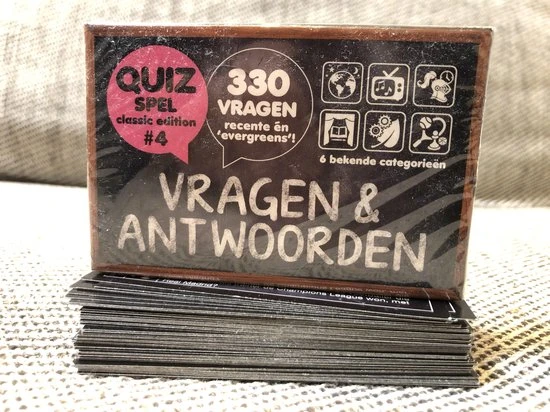 QUIZ
SPEL
classic edition
#4
330
VRAGEN
recente én
'evergreens'!
6 bekende categorieën
VRAGEN &
ANTWOORDEN
de Champions League won, met